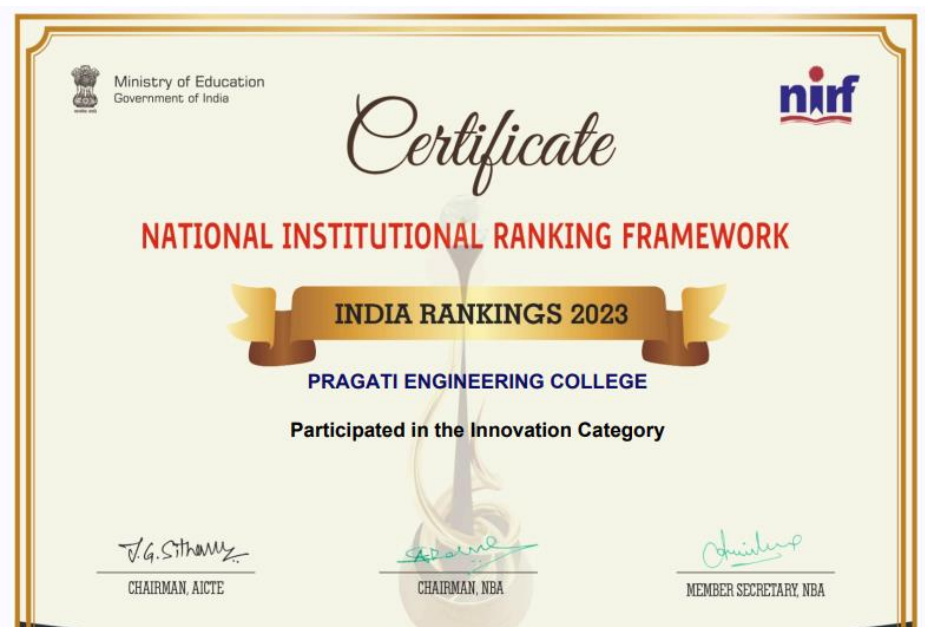 Ministry of Education
Government of India
nirf
Certificate
NATIONAL INSTITUTIONAL RANKING FRAMEWORK
INDIA RANKINGS 2023
PRAGATI ENGINEERING COLLEGE
Participated in the Innovation Category
CHAIRMAN, AICTE
CHAIRMAN, NBA
MEMBER SECRETARY, NBA